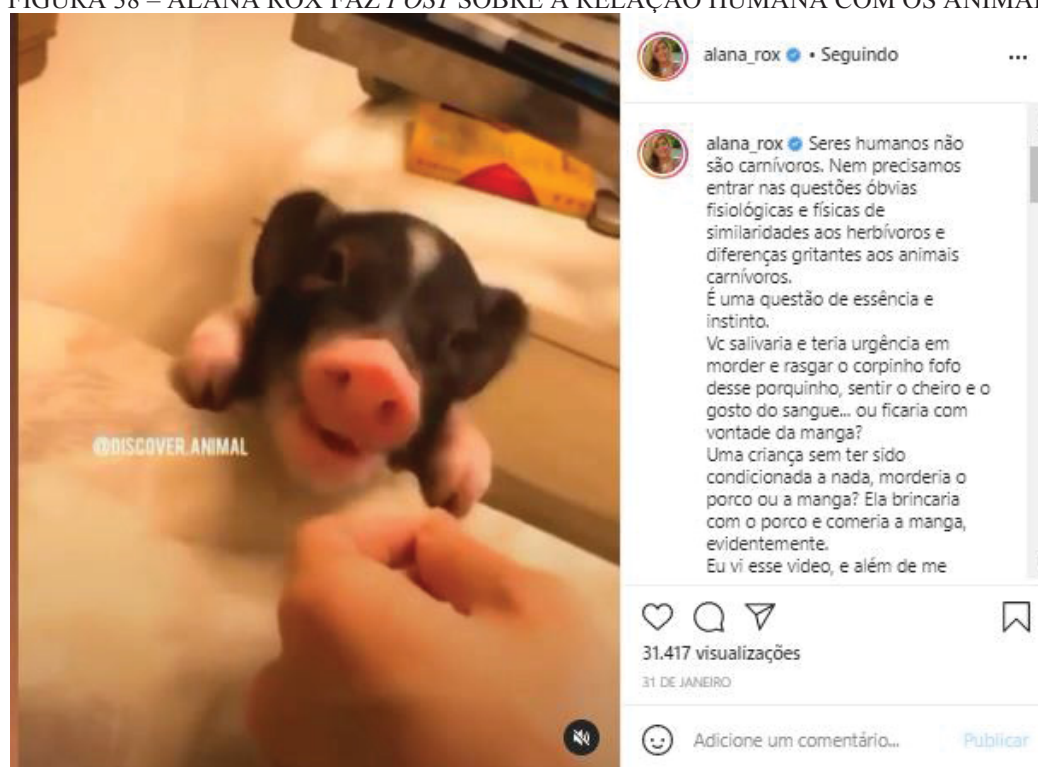 FIGURA 58 – ALANA ROX FAZ POST SOBRE A RELAÇÃO HUMANA COM OS ANIMAI
@DISCOVER.ANIMAL
alana_rox • Seguindo
alana_rox Seres humanos não
são carnívoros. Nem precisamos
entrar nas questões óbvias
fisiológicas e físicas de
similaridades aos herbívoros e
diferenças gritantes aos animais
carnívoros.
É uma questão de essência e
instinto.
Vc salivaria e teria urgência em
morder e rasgar o corpinho fofo
desse porquinho, sentir o cheiro e o
gosto do sangue... ou ficaria com
vontade da manga?
Uma criança sem ter sido
condicionada a nada, morderia o
porco ou a manga? Ela brincaria
com o porco e comeria a manga,
evidentemente.
Eu vi esse video, e além de me
31.417 visualizações
31 DE JANEIRO
Adicione um comentário...
Publicar